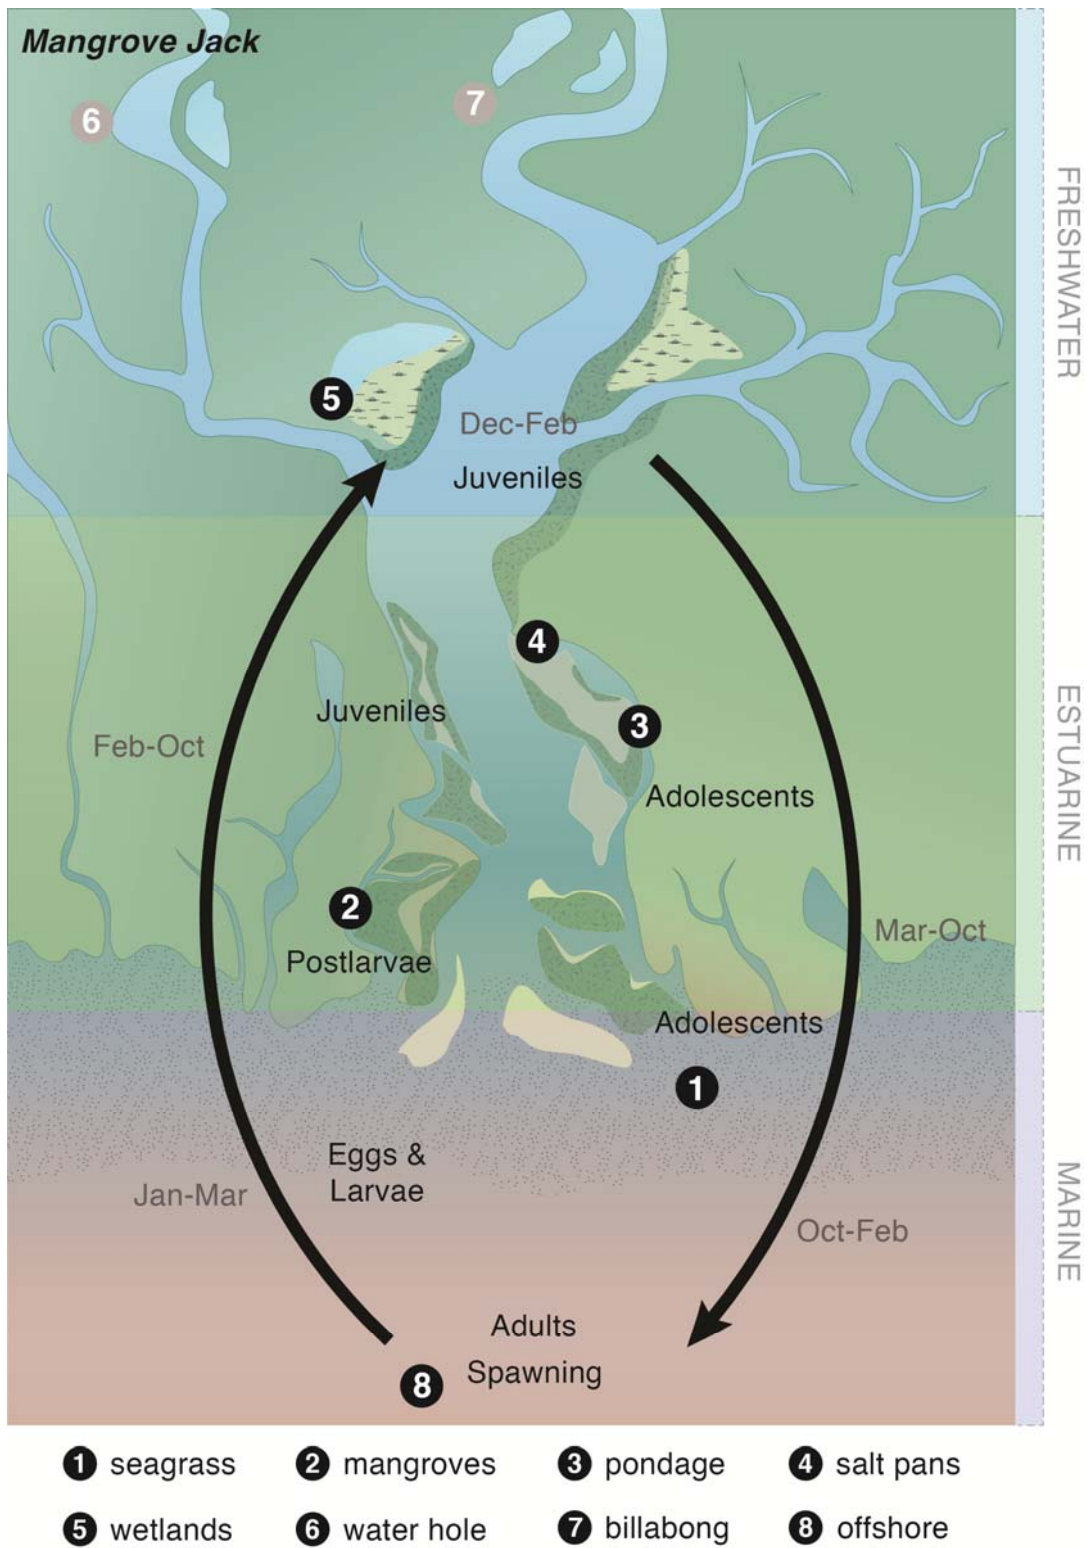 Mangrove Jack
6
7
FRESHWATER
5
Dec-Feb
Juveniles
4
Juveniles
3
Feb-Oct
Adolescents
ESTUARINE
2
Mar-Oct
Postlarvae
Adolescents
1
Eggs &
Larvae
Jan-Mar
Oct-Feb
MARINE
Adults
Spawning
8
1 seagrass
2 mangroves
3 pondage
4 salt pans
5 wetlands
6 water hole
7 billabong
8 offshore